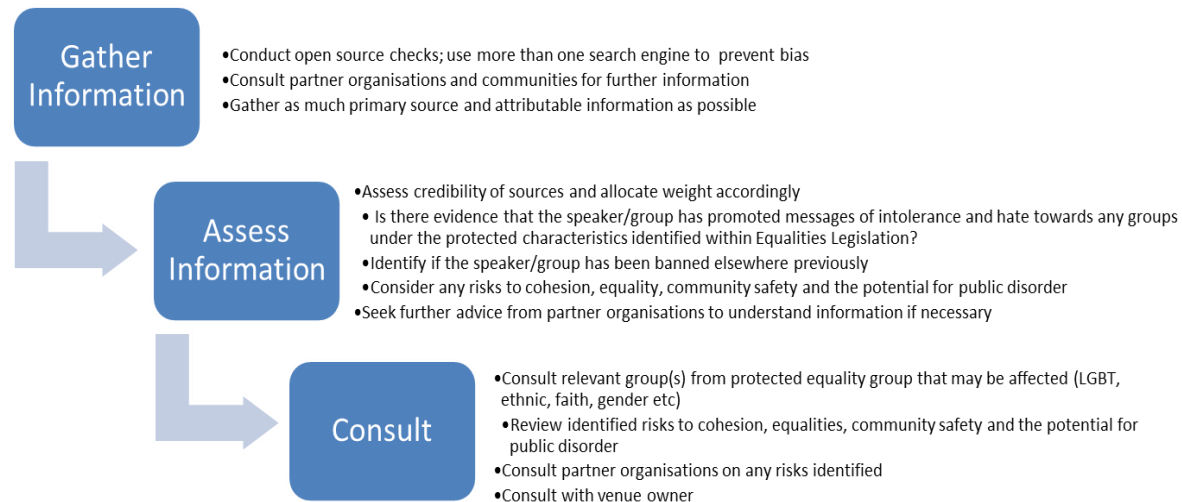 Gather
Information
•Conduct open source checks; use more than one search engine to prevent bias
•Consult partner organisations and communities for further information
•Gather as much primary source and attributable information as possible
Assess
Information
•Assess credibility of sources and allocate weight accordingly
• Is there evidence that the speaker/group has promoted messages of intolerance and hate towards any groups
under the protected characteristics identified within Equalities Legislation?
•Identify if the speaker/group has been banned elsewhere previously
•Consider any risks to cohesion, equality, community safety and the potential for public disorder
•Seek further advice from partner organisations to understand information if necessary
Consult
•Consult relevant group(s) from protected equality group that may be affected (LGBT,
ethnic, faith, gender etc)
•Review identified risks to cohesion, equalities, community safety and the potential for
public disorder
•Consult partner organisations on any risks identified
•Consult with venue owner